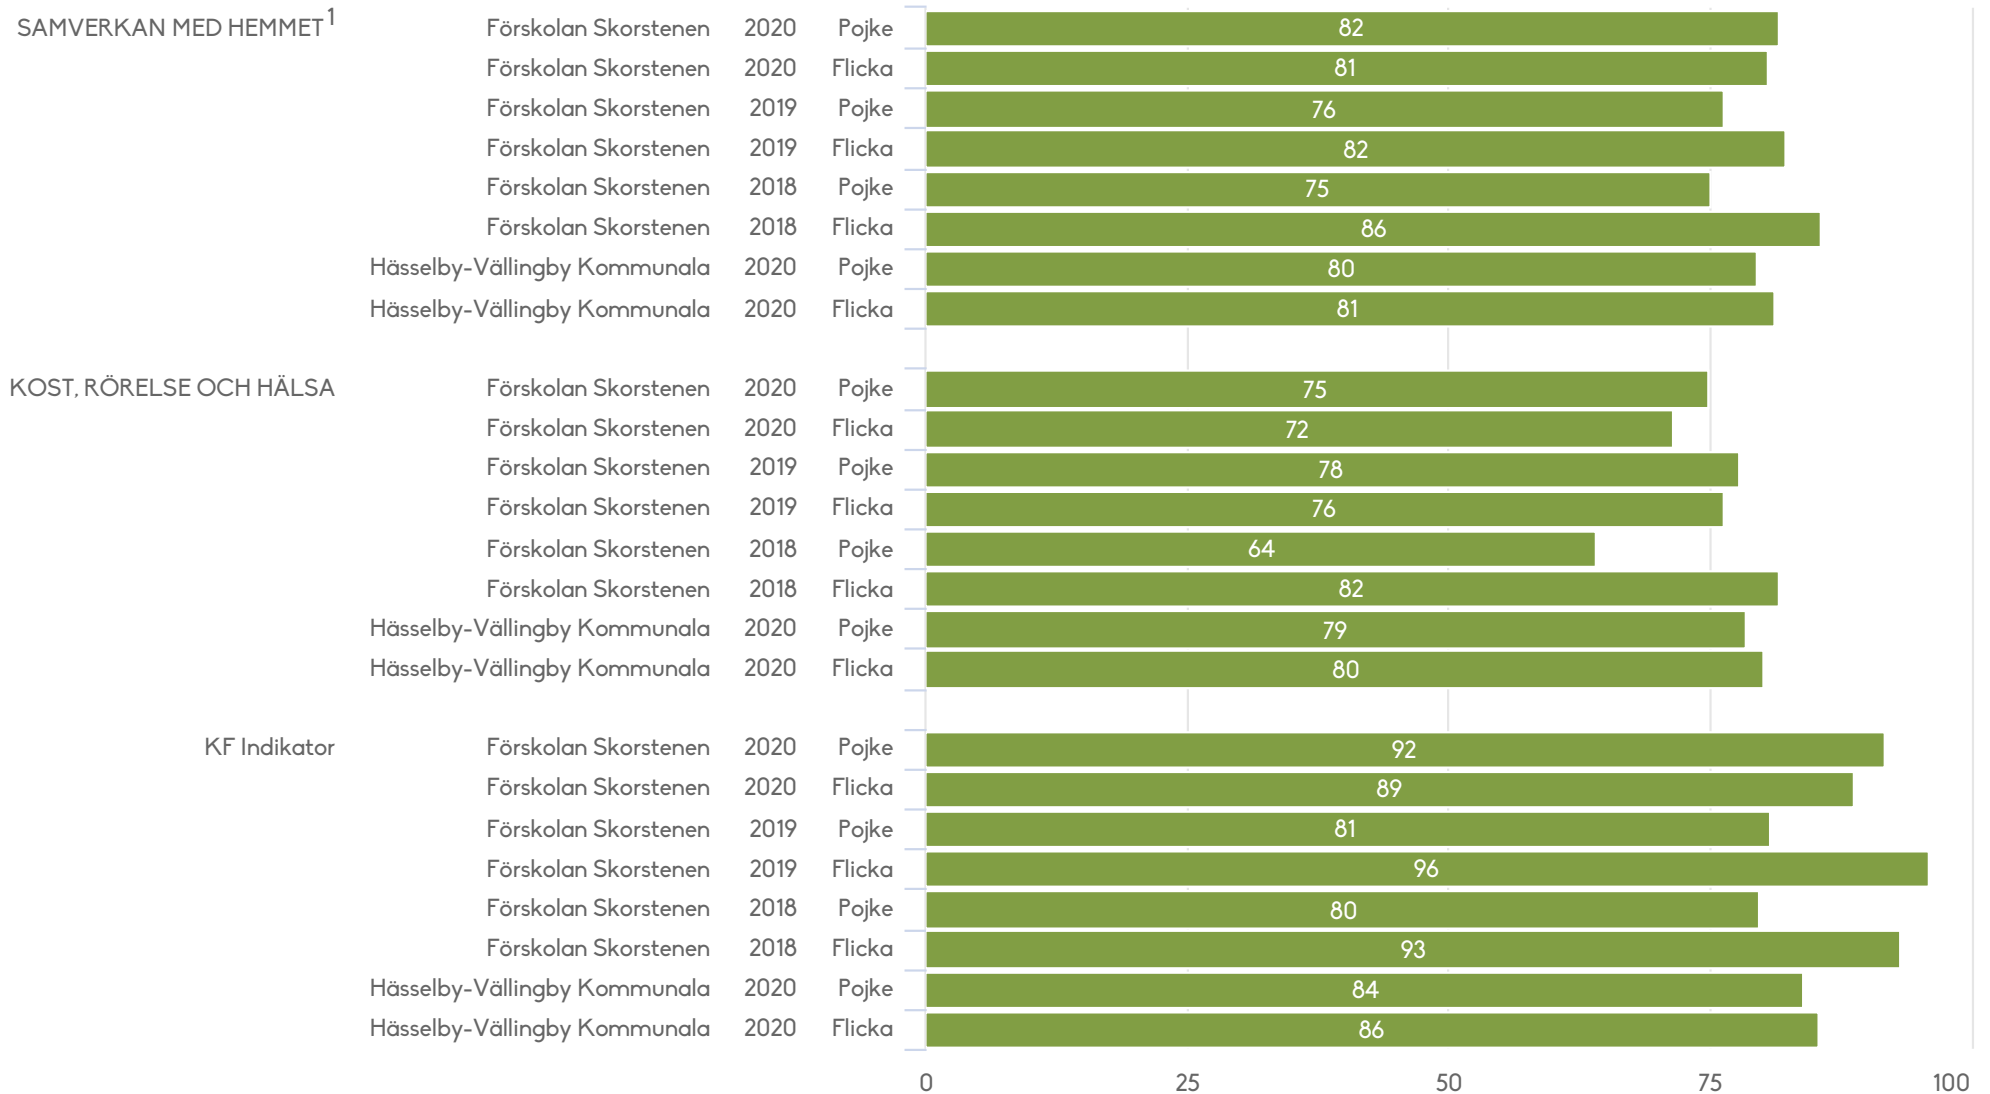 SAMVERKAN MED HEMMET1 Förskolan Skorstenen 2020 Pojke 82
Förskolan Skorstenen 2020 Flicka 81
Förskolan Skorstenen 2019 Pojke 76
Förskolan Skorstenen 2019 Flicka 82
Förskolan Skorstenen 2018 Pojke 75
Förskolan Skorstenen 2018 Flicka 86
Hässelby-Vällingby Kommunala 2020 Pojke 80
Hässelby-Vällingby Kommunala 2020 Flicka 81
KOST, RÖRELSE OCH HÄLSA Förskolan Skorstenen 2020 Pojke 75
Förskolan Skorstenen 2020 Flicka 72
Förskolan Skorstenen 2019 Pojke 78
Förskolan Skorstenen 2019 Flicka 76
Förskolan Skorstenen 2018 Pojke 64
Förskolan Skorstenen 2018 Flicka 82
Hässelby-Vällingby Kommunala 2020 Pojke 79
Hässelby-Vällingby Kommunala 2020 Flicka 80
KF Indikator Förskolan Skorstenen 2020 Pojke 92
Förskolan Skorstenen 2020 Flicka 89
Förskolan Skorstenen 2019 Pojke 81
Förskolan Skorstenen 2019 Flicka 96
Förskolan Skorstenen 2018 Pojke 80
Förskolan Skorstenen 2018 Flicka 93
Hässelby-Vällingby Kommunala 2020 Pojke 84
Hässelby-Vällingby Kommunala 2020 Flicka 86
0 25 50 75 100